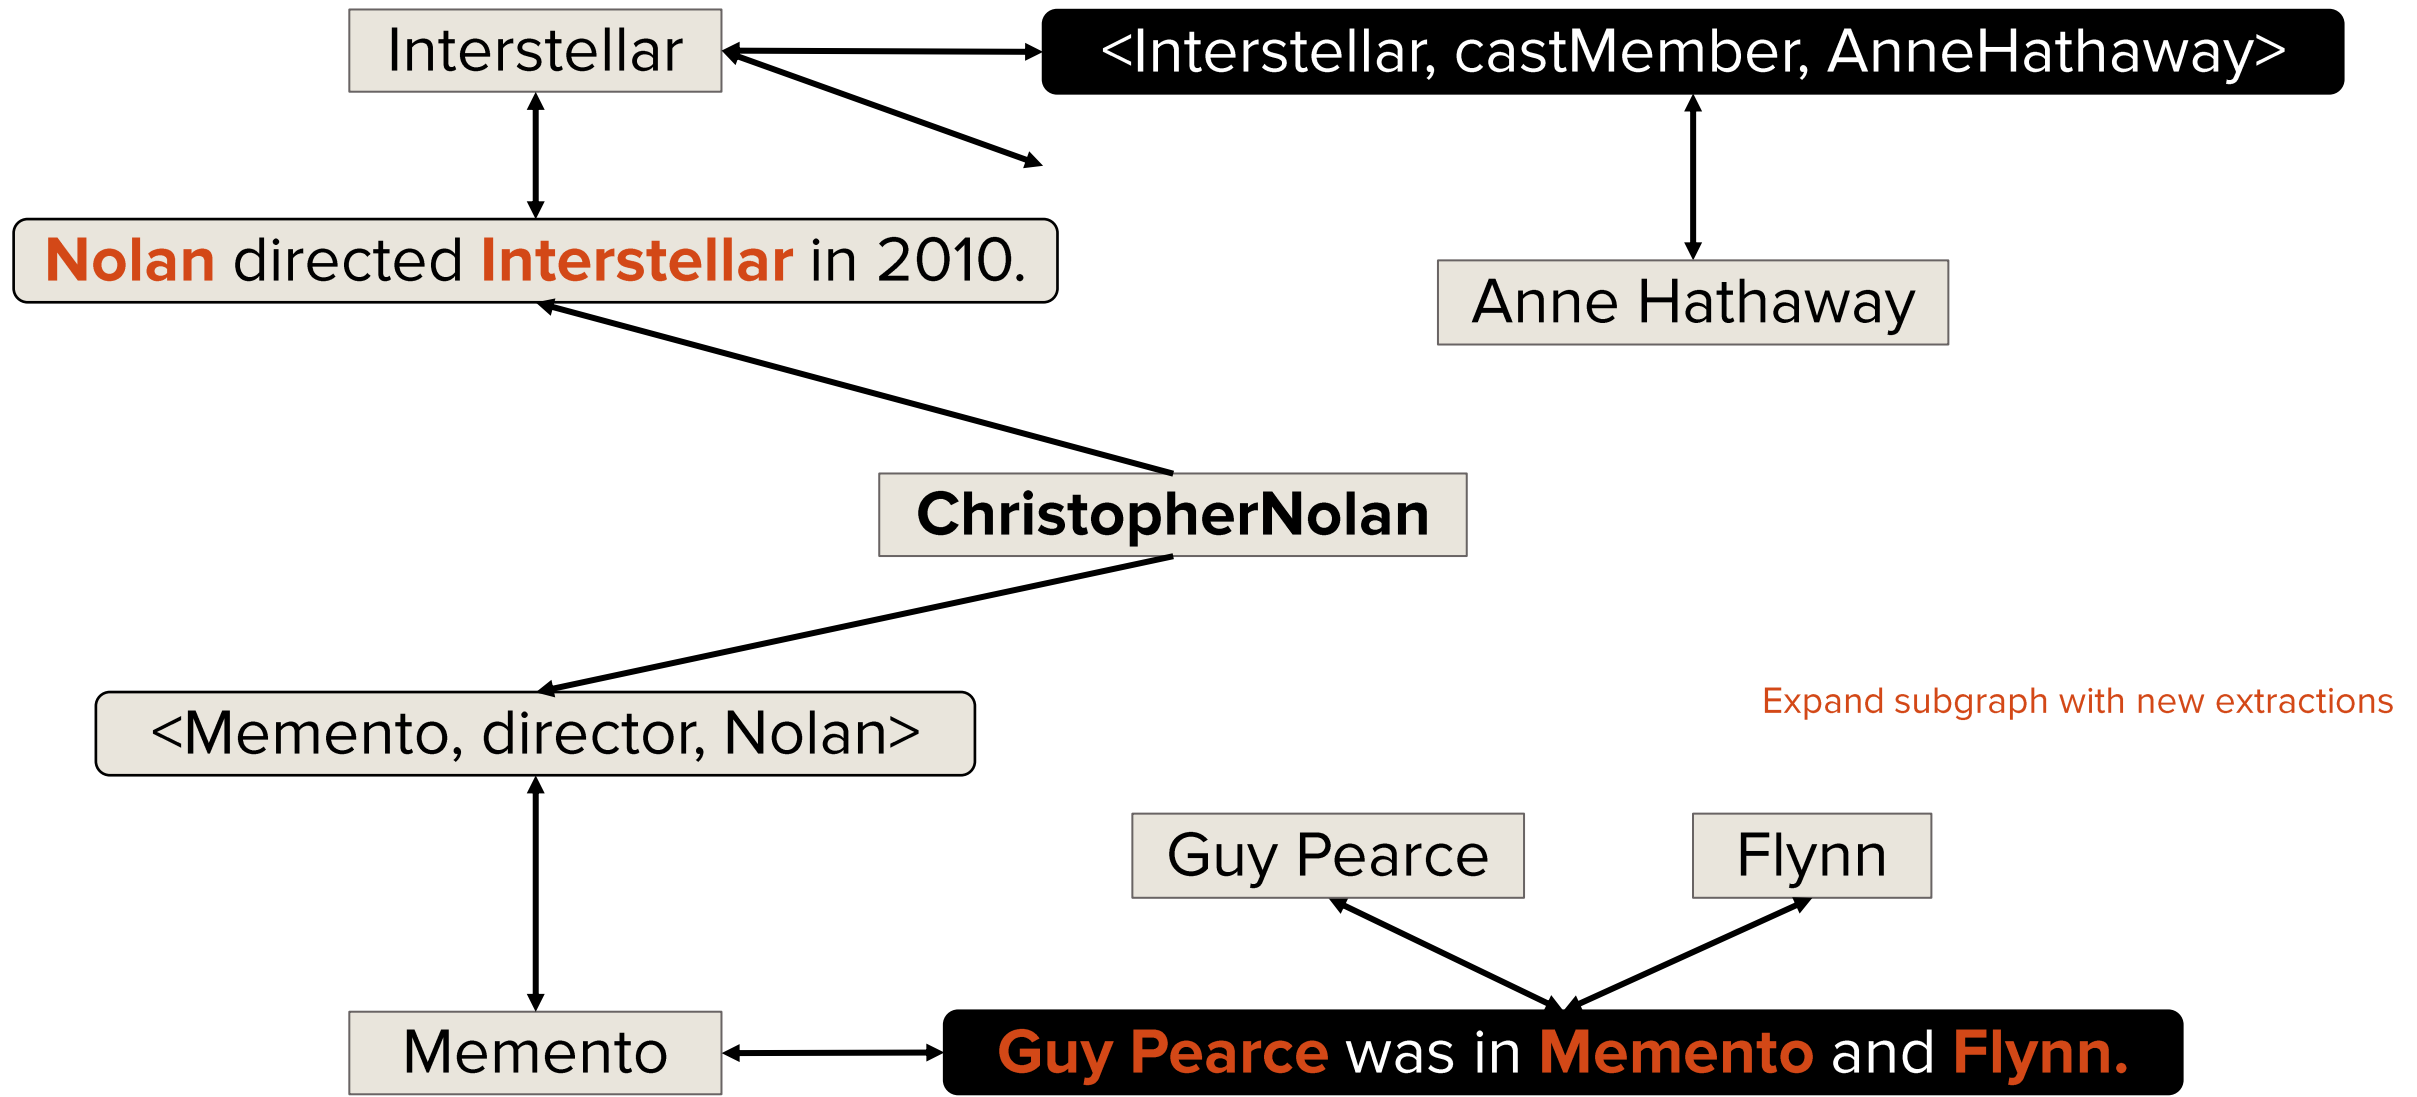 Interstellar
<Interstellar, castMember, AnneHathaway>
Nolan directed Interstellar in 2010.
Anne Hathaway
ChristopherNolan
<Memento, director, Nolan>
Expand subgraph with new extractions
Guy Pearce
Flynn
Memento
Guy Pearce was in Memento and Flynn.